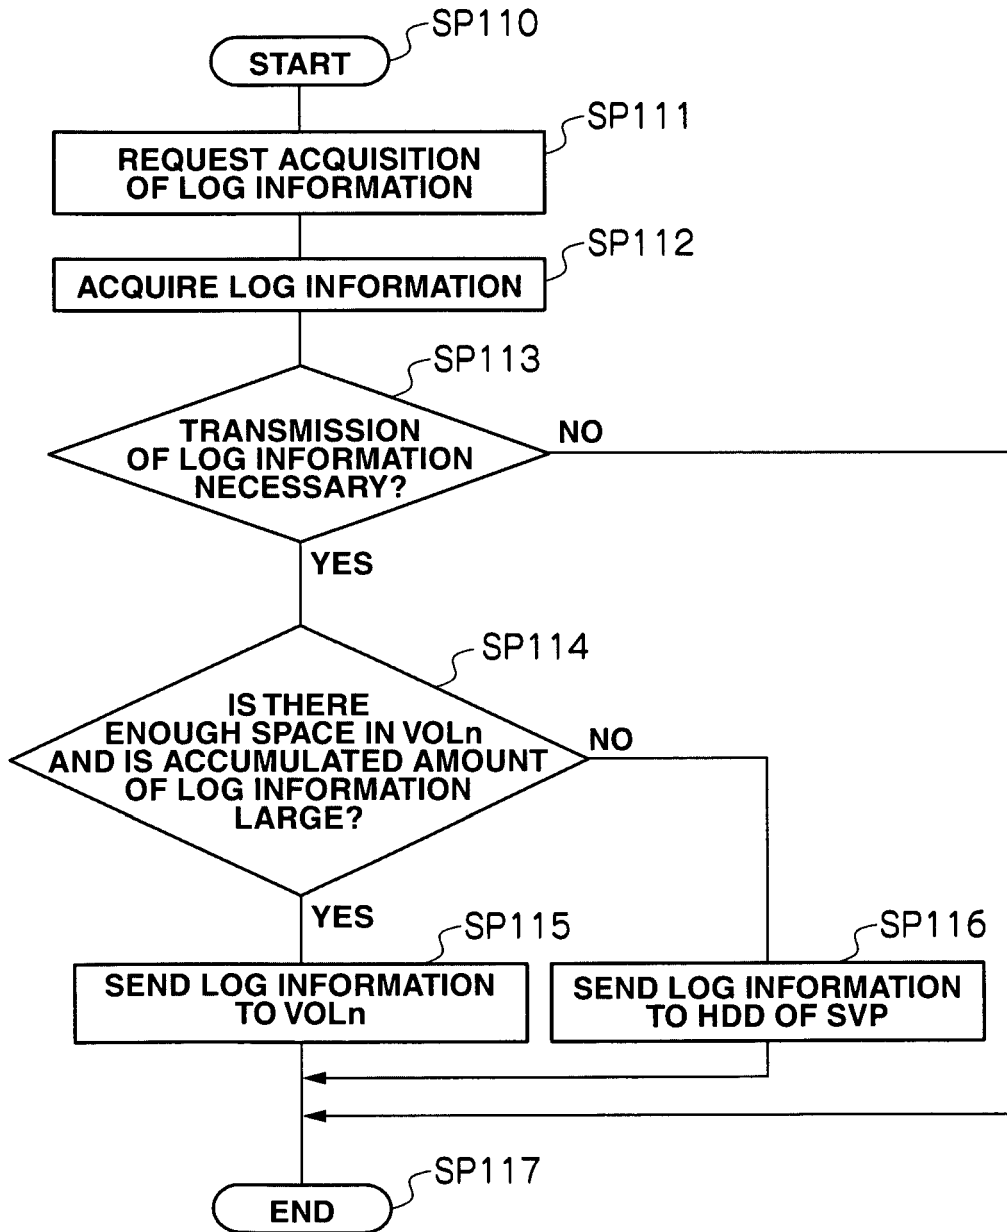 SP110
START
SP111
REQUEST ACQUISITION
OF LOG INFORMATION
SP112
ACQUIRE LOG INFORMATION
SP113
TRANSMISSION
OF LOG INFORMATION
NECESSARY?
NO
YES
SP114
IS THERE
ENOUGH SPACE IN VOLn
AND IS ACCUMULATED AMOUNT
OF LOG INFORMATION
LARGE?
NO
YES
SP115
SEND LOG INFORMATION
TO VOLn
SP116
SEND LOG INFORMATION
TO HDD OF SVP
SP117
END